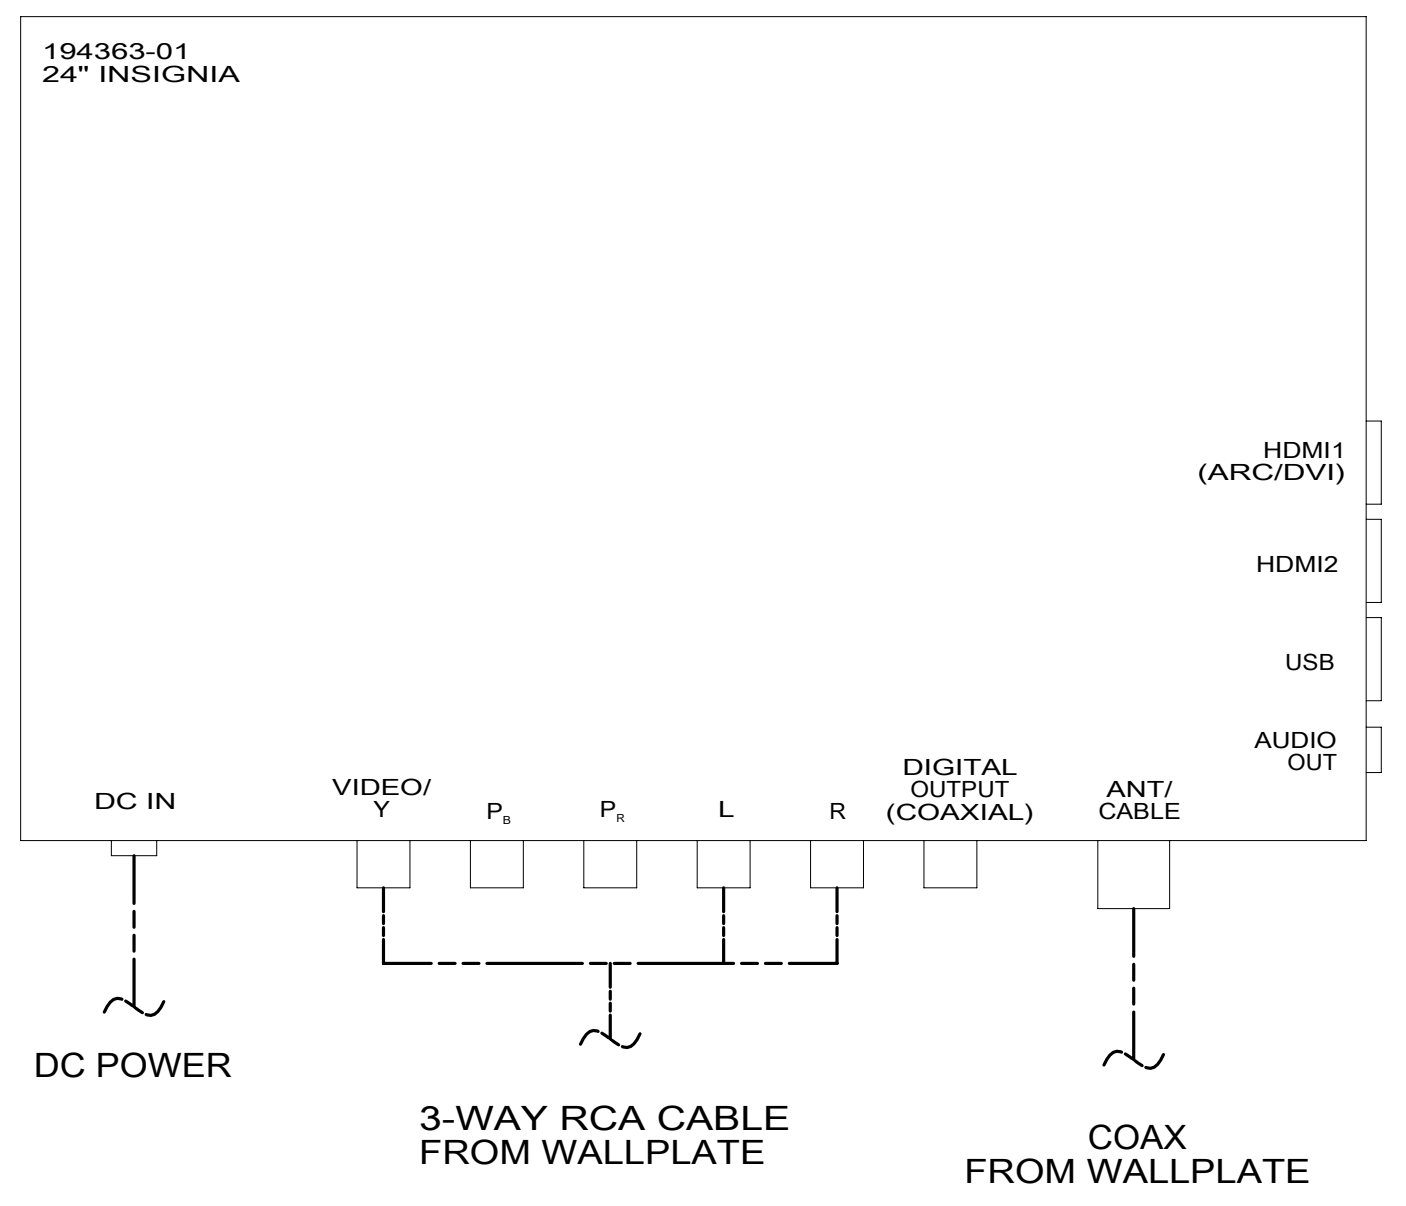 194363-01
24" INSIGNIA
HDMI1
(ARC/DVI)
HDMI2
USB
AUDIO
OUT
DC IN
VIDEO/
Y
PB
PR
L
R
DIGITAL
OUTPUT
(COAXIAL)
ANT/
CABLE
DC POWER
3-WAY RCA CABLE
FROM WALLPLATE
COAX
FROM WALLPLATE